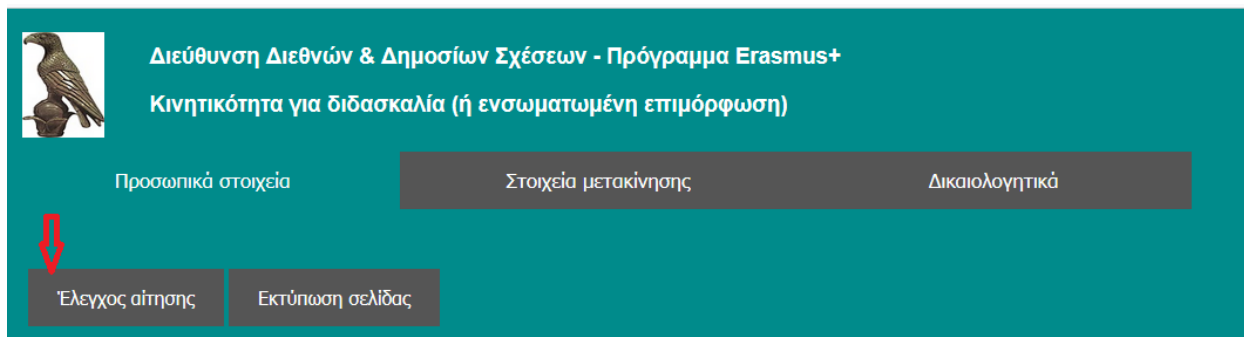 Διεύθυνση Διεθνών & Δημοσίων Σχέσεων - Πρόγραμμα Erasmus+
Κινητικότητα για διδασκαλία (ή ενσωματωμένη επιμόρφωση)
Προσωπικά στοιχεία Στοιχεία μετακίνησης Δικαιολογητικά
Έλεγχος αίτησης Εκτύπωση σελίδας